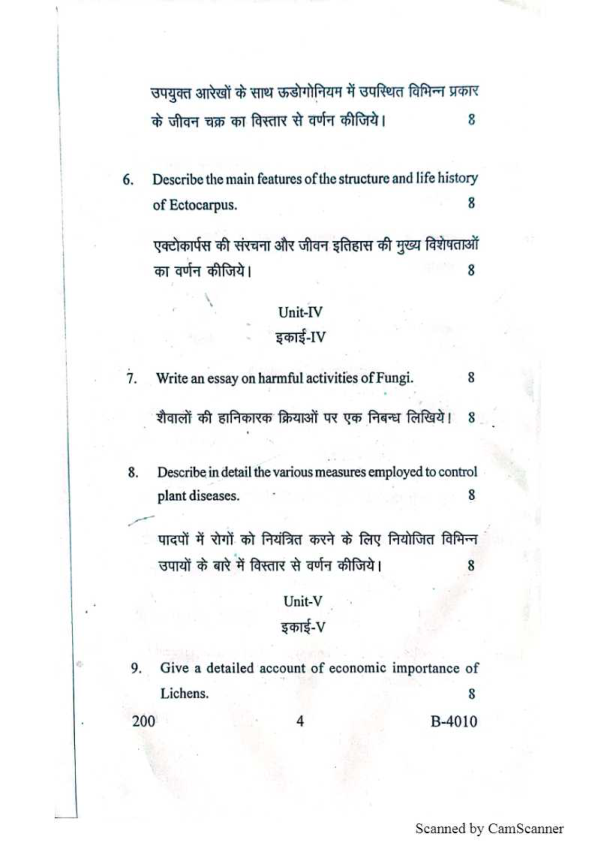 उपयुक्त आरेखों के साथ ऊडोगोनियम में उपस्थित विभिन्न प्रकार
के जीवन चक्र का विस्तार से वर्णन कीजिये। 8
6. Describe the main features of the structure and life history
of Ectocarpus. 8
एक्टोकार्पस की संरचना और जीवन इतिहास की मुख्य विशेषताओं
का वर्णन कीजिये। 8
Unit-IV
इकाई-IV
7. Write an essay on harmful activities of Fungi. 8
शैवालों की हानिकारक क्रियाओं पर एक निबन्ध लिखिये। 8
8. Describe in detail the various measures employed to control
plant diseases. 8
पादपों में रोगों को नियंत्रित करने के लिए नियोजित विभिन्न
उपायों के बारे में विस्तार से वर्णन कीजिये। 8
Unit-V
इकाई-V
9. Give a detailed account of economic importance of
Lichens. 8
200 4 B-4010
Scanned by CamScanner